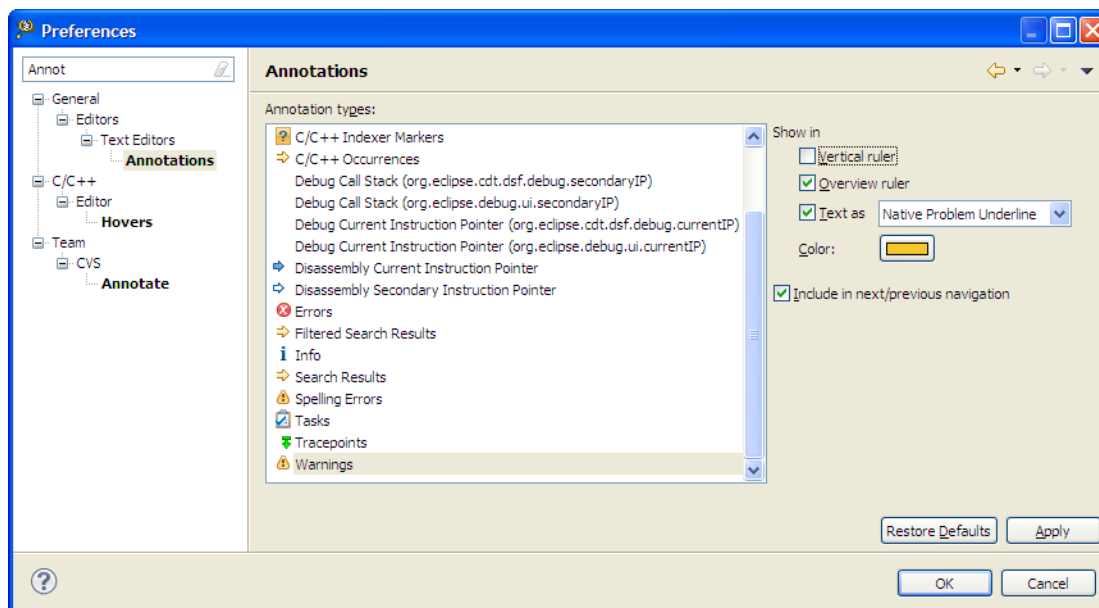 Preferences
Annot
General
Editors
Text Editors
Annotations
C/C++
Editor
Hovers
Team
CVS
Annotate
Annotations
Annotation types:
C/C++ Indexer Markers
C/C++ Occurrences
Debug Call Stack (org.eclipse.cdt.dsf.debug.secondaryIP)
Debug Call Stack (org.eclipse.debug.ui.secondaryIP)
Debug Current Instruction Pointer (org.eclipse.cdt.dsf.debug.currentIP)
Debug Current Instruction Pointer (org.eclipse.debug.ui.currentIP)
Disassembly Current Instruction Pointer
Disassembly Secondary Instruction Pointer
Errors
Filtered Search Results
Info
Search Results
Spelling Errors
Tasks
Tracepoints
Warnings
Show in
Vertical ruler
Overview ruler
Text as Native Problem Underline
Color:
Include in next/previous navigation
Restore Defaults Apply
OK Cancel